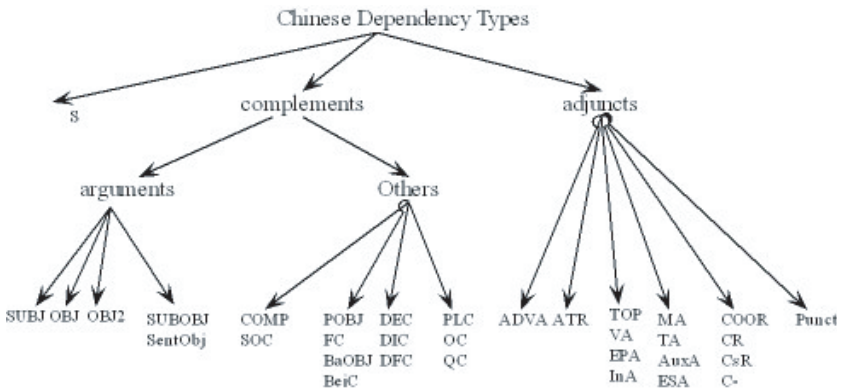 Chinese Dependency Types
s complements adjuncts
arguments Others
SUBJ OBJ OBJ2 SUBOBJ COMP POBJ DEC PLC ADVA ATR TOP MA COOR Punct
SentObj SOC FC DIC OC VA TA CR
BaOBJ DFC QC EPA AuxA CsR
BeiC InA ESA C-